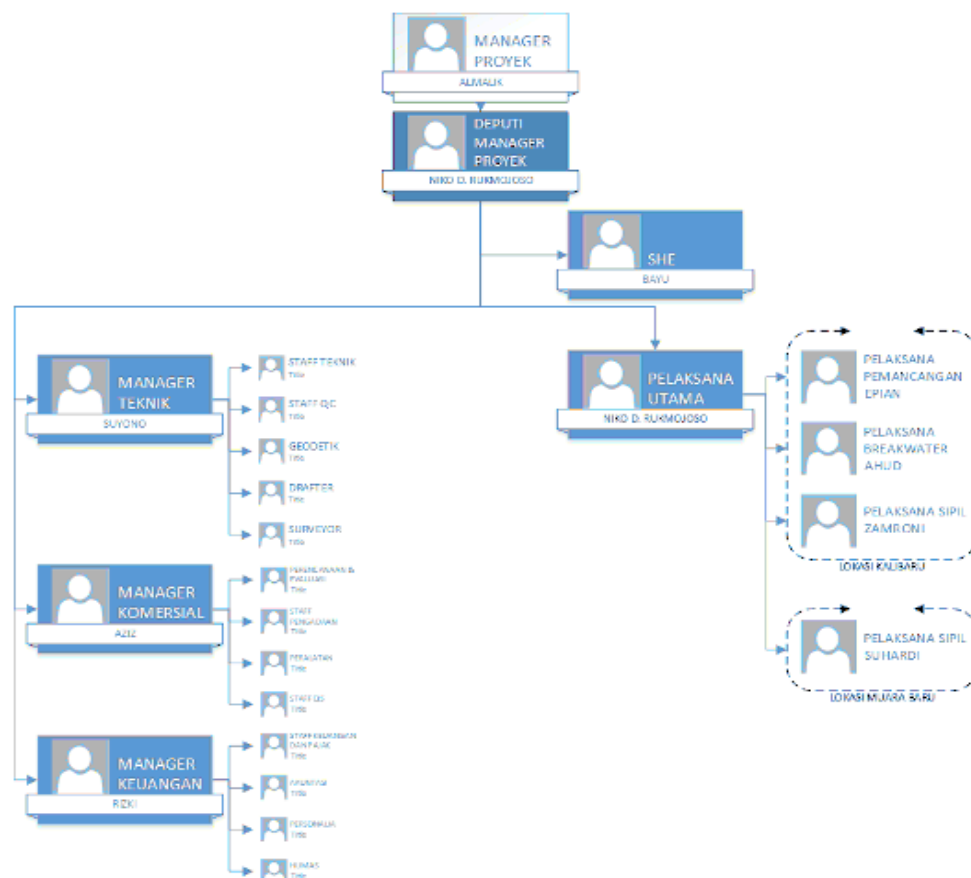 MANAGER
PROYEK
ALMALIK
DEPUTI
MANAGER
PROYEK
NIKO D. RUKMOJOSO
SHE
BAYU
MANAGER
TEKNIK
SUYONO
STAFF TEKNIK
Title
STAFF QC
Title
GEODETIK
Title
DRAFTER
Title
SURVEYOR
Title
PELAKSANA
UTAMA
NIKO D. RUKMOJOSO
PELAKSANA
PEMANCANGAN
EPIAN
PELAKSANA
BREAKWATER
AHUD
PELAKSANA SIPIL
ZAMRONI
LOKASI KALIBARU
PELAKSANA SIPIL
SUHARDI
LOKASI MUARA BARU
MANAGER
KOMERSIAL
AZIZ
PERENCANAAN &
Title
STAFF
PENGADAAN
Title
PERALATAN
Title
STAFF QS
Title
MANAGER
KEUANGAN
RIZKI
STAFF KEUANGAN
DAN PAJAK
Title
Title
PERSONALIA
Title
HUMAS
Title